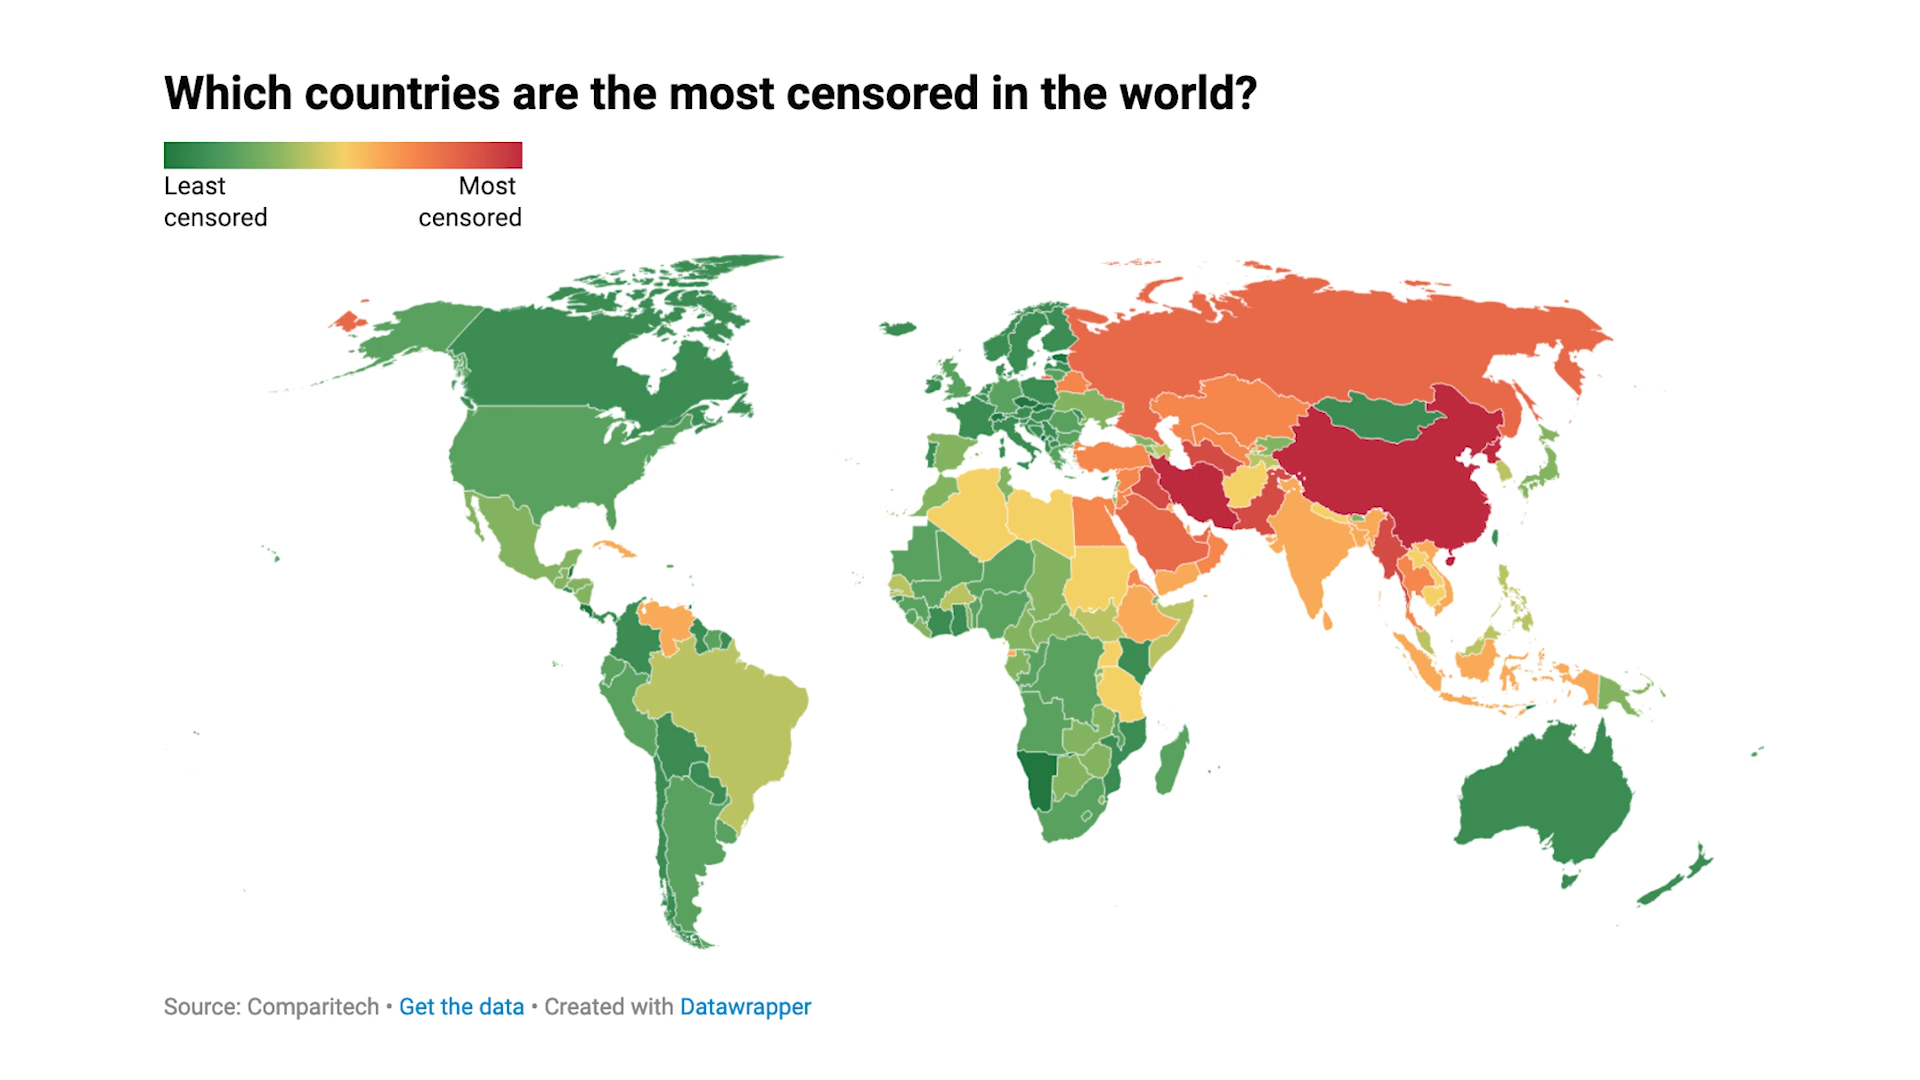 Which countries are the most censored in the world?
Least Most
censored censored
Source: Comparitech • Get the data • Created with Datawrapper